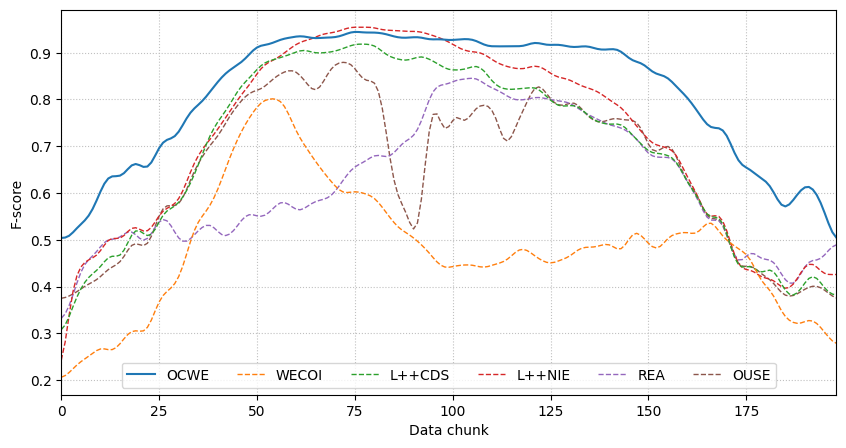 F-score
0.9
0.8
0.7
0.6
0.5
0.4
0.3
0.2
OCWE WECOI L++CDS L++NIE REA OUSE
0 25 50 75 100 125 150 175
Data chunk